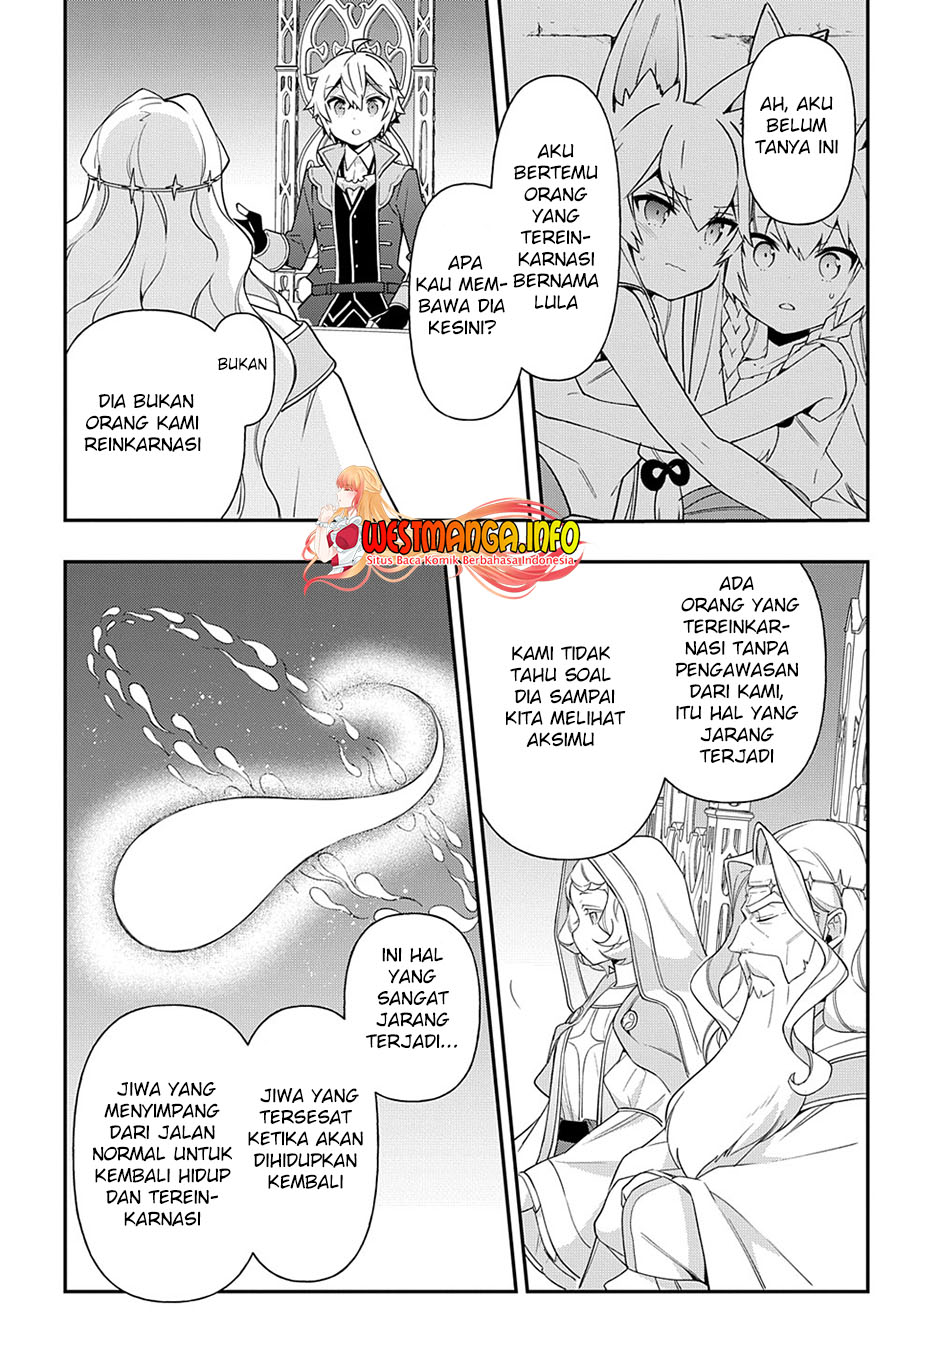 AH, AKU
BELUM
TANYA INI
AKU
BERTEMU
ORANG
YANG
TEREIN-
KARNASI
BERNAMA
LULA
APA
KAU MEM-
BAWA DIA
KESINI?
BUKAN
DIA BUKAN
ORANG KAMI
REINKARNASI
WESTMANGA.INFO
Situs Baca Komik Berbahasa Indonesia
ADA
ORANG YANG
TEREINKAR-
NASI TANPA
PENGAWASAN
DARI KAMI,
ITU HAL YANG
JARANG
TERJADI
KAMI TIDAK
TAHU SOAL
DIA SAMPAI
KITA MELIHAT
AKSIMU
INI HAL
YANG
SANGAT
JARANG
TERJADI...
JIWA YANG
TERSESAT
KETIKA AKAN
DIHIDUPKAN
KEMBALI
JIWA YANG
MENYIMPANG
DARI JALAN
NORMAL UNTUK
KEMBALI HIDUP
DAN TEREIN-
KARNASI